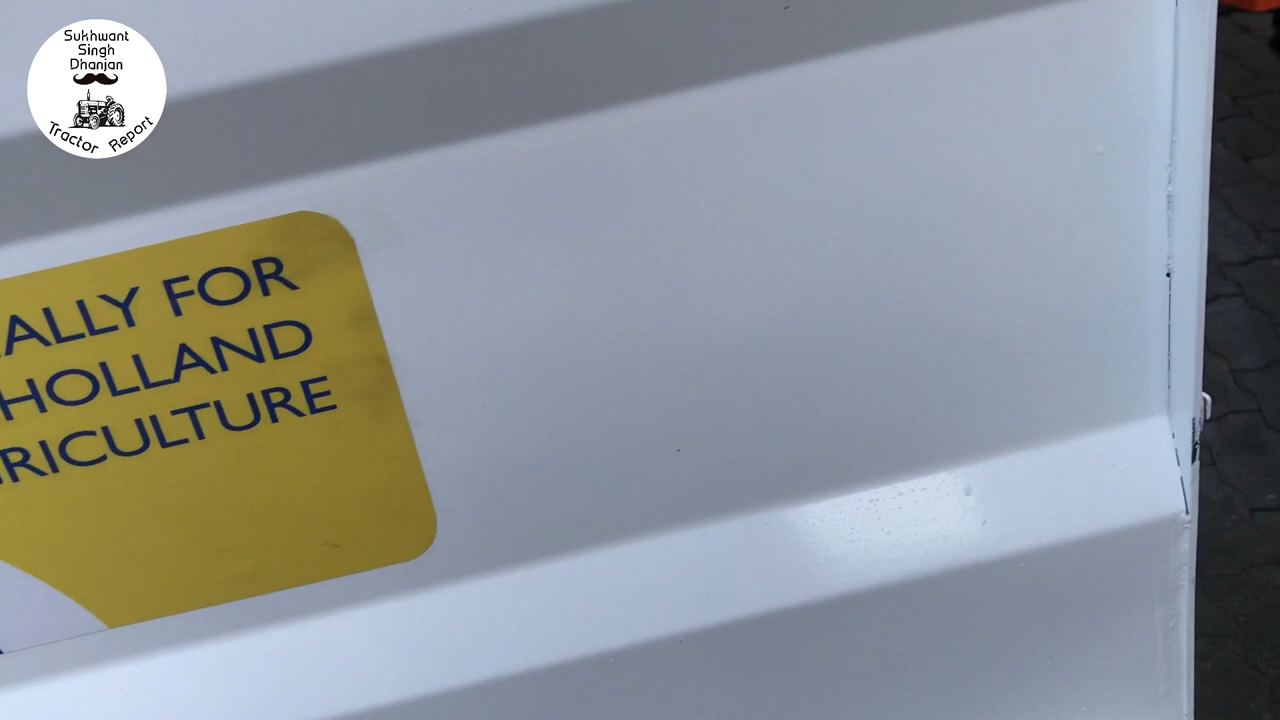 Sukhwant
Singh
Dhanjan
Tractor Report
ALLY FOR
HOLLAND
RICULTURE